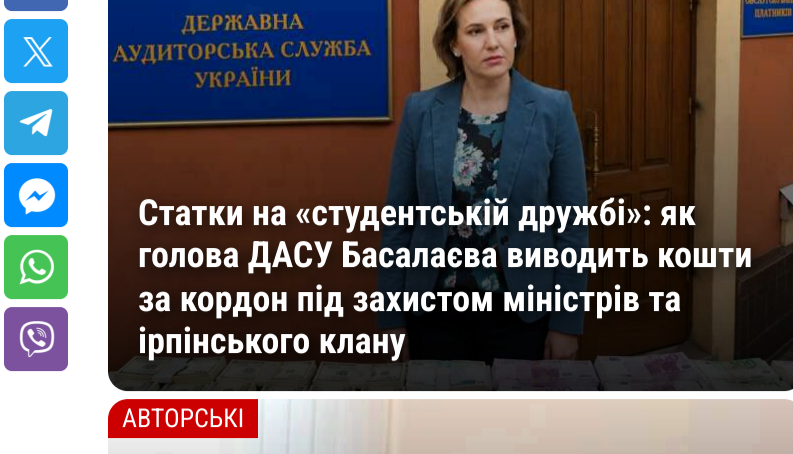 ДЕРЖАВНА
АУДИТОРСЬКА СЛУЖБА
УКРАЇНИ
ПЛАТНИКІВ
Статки на «студентській дружбі»: як
голова ДАСУ Басалаєва виводить кошти
за кордон під захистом міністрів та
ірпінського клану
АВТОРСЬКІ